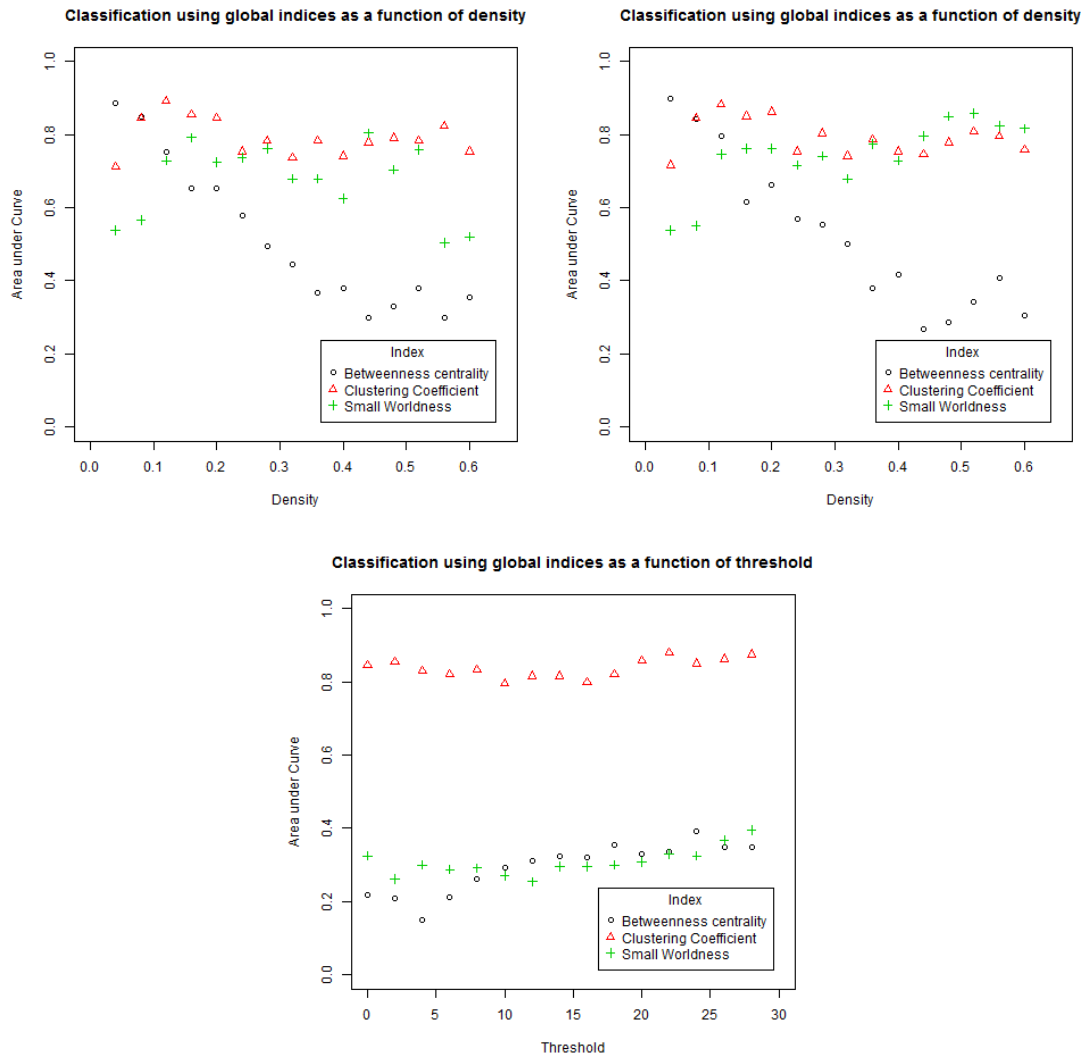 Classification using global indices as a function of density
Area under Curve
1.0
0.8
0.6
0.4
0.2
0.0
Index
Betweenness centrality
Clustering Coefficient
Small Worldness
0.0 0.1 0.2 0.3 0.4 0.5 0.6
Density
Classification using global indices as a function of density
Area under Curve
1.0
0.8
0.6
0.4
0.2
0.0
Index
Betweenness centrality
Clustering Coefficient
Small Worldness
0.0 0.1 0.2 0.3 0.4 0.5 0.6
Density
Classification using global indices as a function of threshold
Area under Curve
1.0
0.8
0.6
0.4
0.2
0.0
Index
Betweenness centrality
Clustering Coefficient
Small Worldness
0 5 10 15 20 25 30
Threshold